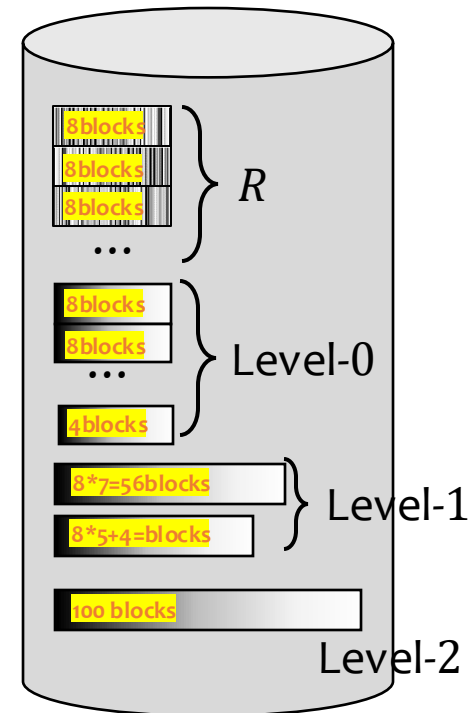 8blocks
8blocks
8blocks
R
...
8blocks
8blocks
...
Level-0
4blocks
8*7=56blocks
Level-1
8*5+4=blocks
100 blocks
Level-2